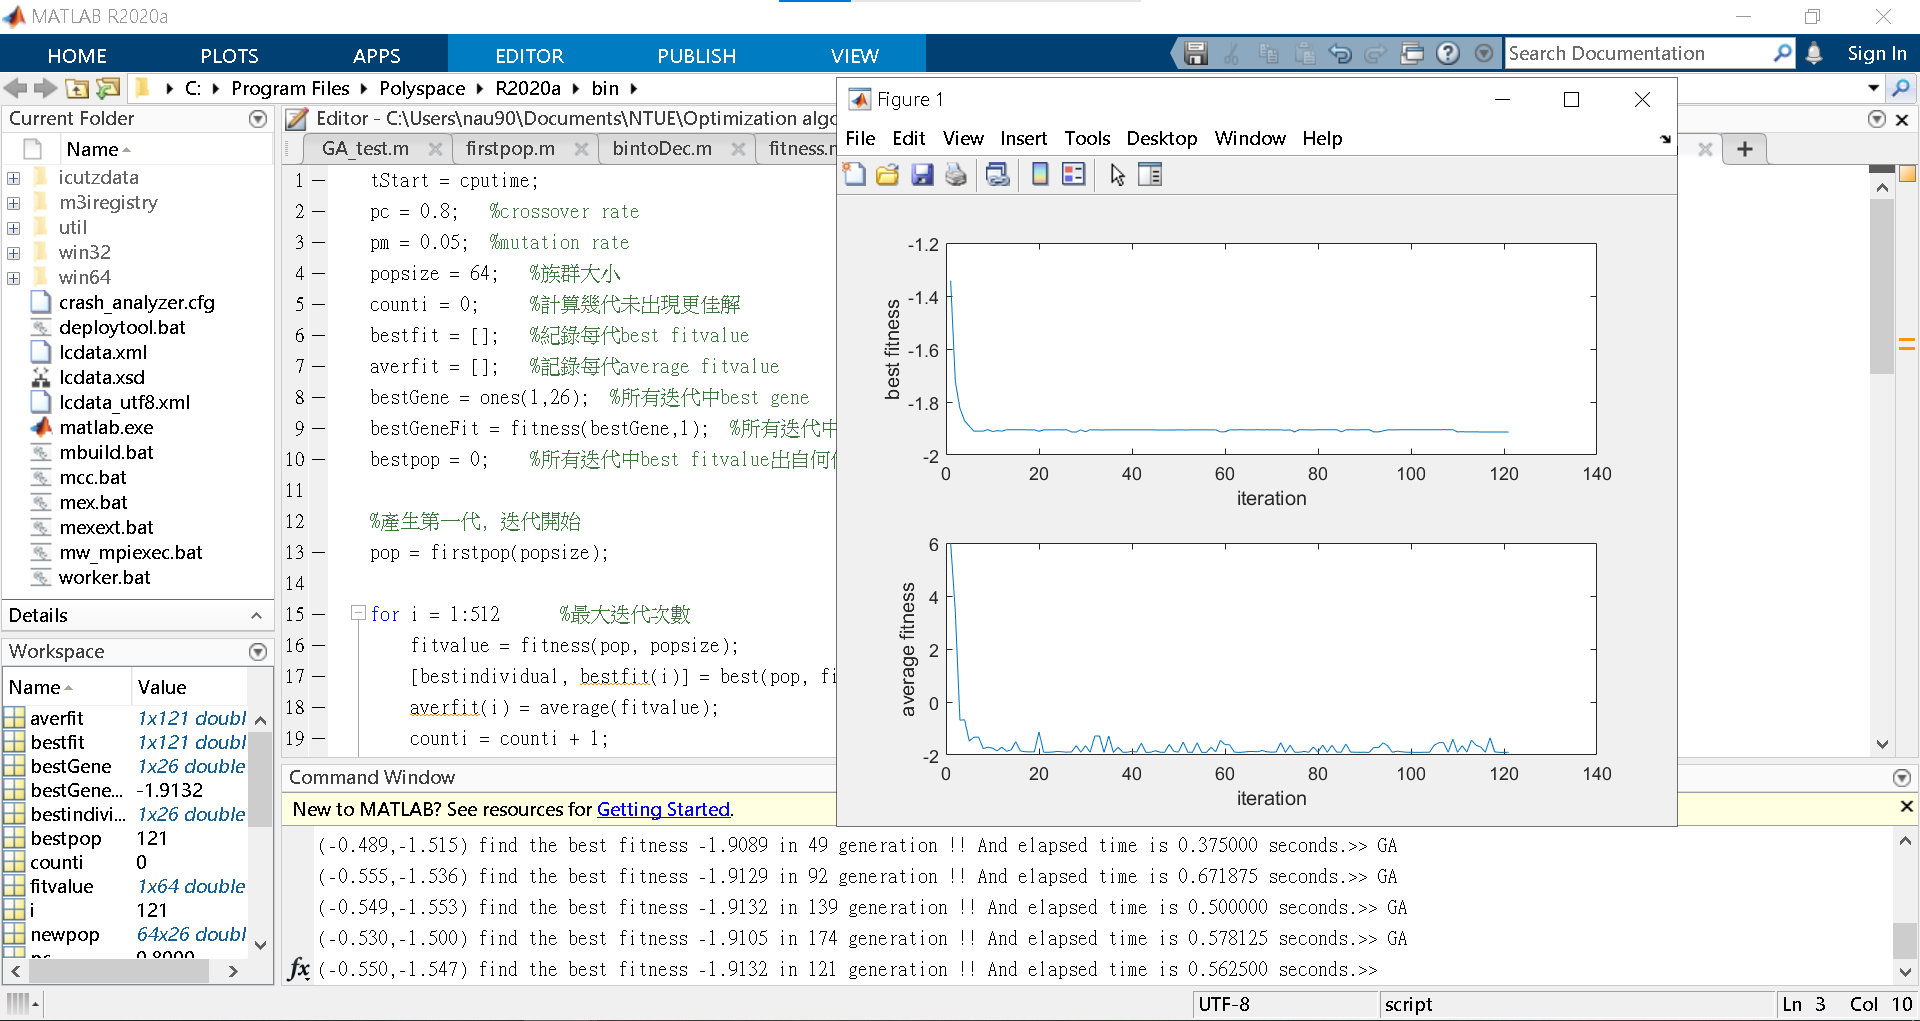 MATLAB R2020a
HOME PLOTS APPS EDITOR PUBLISH VIEW
Search Documentation
Sign In
C: Program Files Polyspace R2020a bin
Current Folder
Name
icutzdata
m3iregistry
util
win32
win64
crash_analyzer.cfg
deploytool.bat
lcdata.xml
lcdata.xsd
lcdata_utf8.xml
matlab.exe
mbuild.bat
mcc.bat
mex.bat
mexext.bat
mw_mpiexec.bat
worker.bat
Details
Workspace
Name Value
averfit 1x121 doubl
bestfit 1x121 doubl
bestGene 1x26 double
bestGene... -1.9132
bestindivi... 1x26 double
bestpop 121
counti 0
fitvalue 1x64 double
i 121
newpop 64x26 doubl
pc 0.8000
Editor - C:\Users\nau90\Documents\NTUE\Optimization algo
GA_test.m firstpop.m bintoDec.m fitness.m
1 tStart = cputime;
2 pc = 0.8; %crossover rate
3 pm = 0.05; %mutation rate
4 popsize = 64; %族群大小
5 counti = 0; %計算幾代未出現更佳解
6 bestfit = []; %紀錄每代best fitvalue
7 averfit = []; %記錄每代average fitvalue
8 bestGene = ones(1,26); %所有迭代中best gene
9 bestGeneFit = fitness(bestGene,1); %所有迭代中
10 bestpop = 0; %所有迭代中best fitvalue出自何
11
12 %產生第一代, 迭代開始
13 pop = firstpop(popsize);
14
15 for i = 1:512 %最大迭代次數
16 fitvalue = fitness(pop, popsize);
17 [bestindividual, bestfit(i)] = best(pop, fi
18 averfit(i) = average(fitvalue);
19 counti = counti + 1;
Figure 1
File Edit View Insert Tools Desktop Window Help
best fitness
-1.2
-1.4
-1.6
-1.8
-2
0 20 40 60 80 100 120 140
iteration
average fitness
6
4
2
0
-2
0 20 40 60 80 100 120 140
iteration
Command Window
New to MATLAB? See resources for Getting Started.
(-0.489,-1.515) find the best fitness -1.9089 in 49 generation !! And elapsed time is 0.375000 seconds.>> GA
(-0.555,-1.536) find the best fitness -1.9129 in 92 generation !! And elapsed time is 0.671875 seconds.>> GA
(-0.549,-1.553) find the best fitness -1.9132 in 139 generation !! And elapsed time is 0.500000 seconds.>> GA
(-0.530,-1.500) find the best fitness -1.9105 in 174 generation !! And elapsed time is 0.578125 seconds.>> GA
fx (-0.550,-1.547) find the best fitness -1.9132 in 121 generation !! And elapsed time is 0.562500 seconds.>>
UTF-8 script Ln 3 Col 10